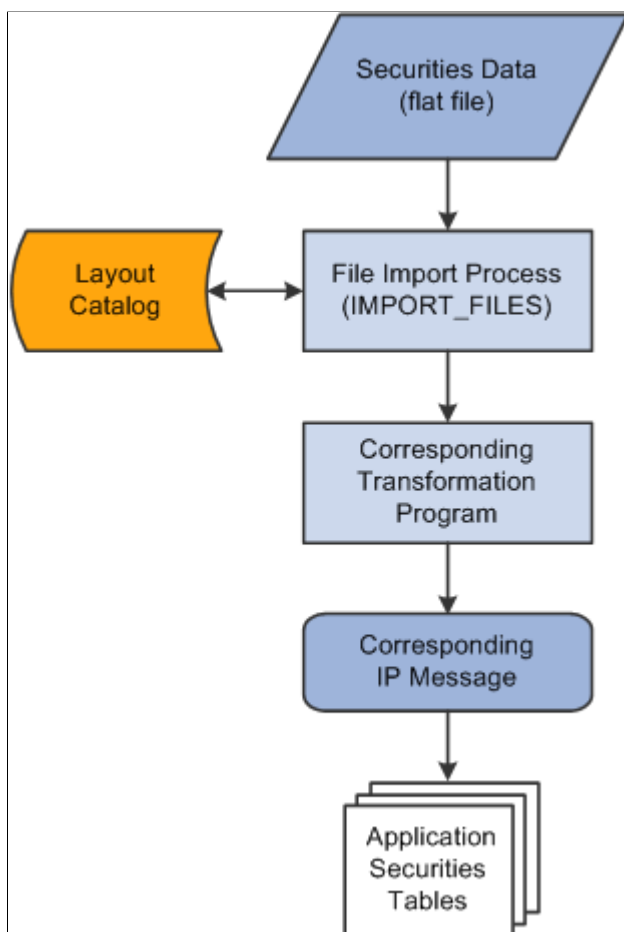 Securities Data
(flat file)
Layout
Catalog
File Import Process
(IMPORT_FILES)
Corresponding
Transformation
Program
Corresponding
IP Message
Application
Securities
Tables